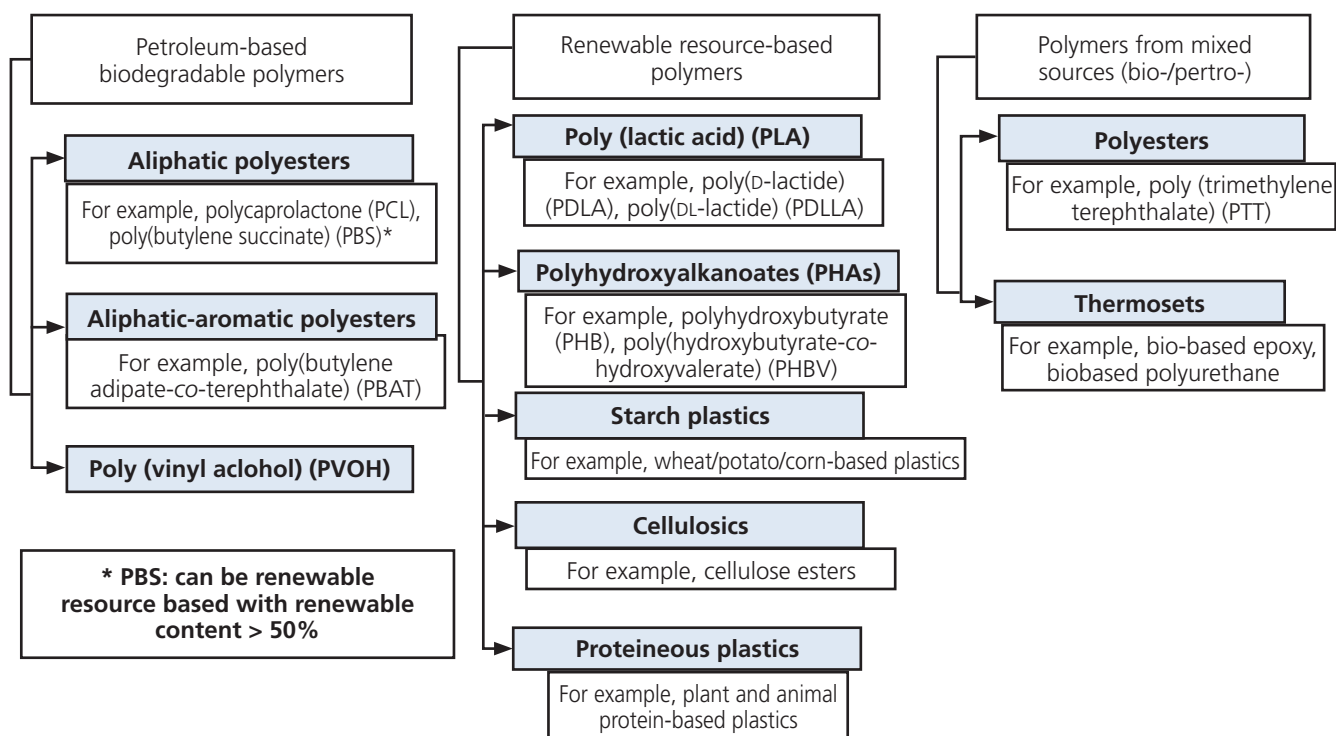 Petroleum-based
biodegradable polymers
Aliphatic polyesters
For example, polycaprolactone (PCL),
poly(butylene succinate) (PBS)*
Aliphatic-aromatic polyesters
For example, poly(butylene
adipate-co-terephthalate) (PBAT)
Poly (vinyl aclohol) (PVOH)
* PBS: can be renewable
resource based with renewable
content > 50%
Renewable resource-based
polymers
Poly (lactic acid) (PLA)
For example, poly(D-lactide)
(PDLA), poly(DL-lactide) (PDLLA)
Polyhydroxyalkanoates (PHAs)
For example, polyhydroxybutyrate
(PHB), poly(hydroxybutyrate-co-
hydroxyvalerate) (PHBV)
Starch plastics
For example, wheat/potato/corn-based plastics
Cellulosics
For example, cellulose esters
Proteineous plastics
For example, plant and animal
protein-based plastics
Polymers from mixed
sources (bio-/pertro-)
Polyesters
For example, poly (trimethylene
terephthalate) (PTT)
Thermosets
For example, bio-based epoxy,
biobased polyurethane